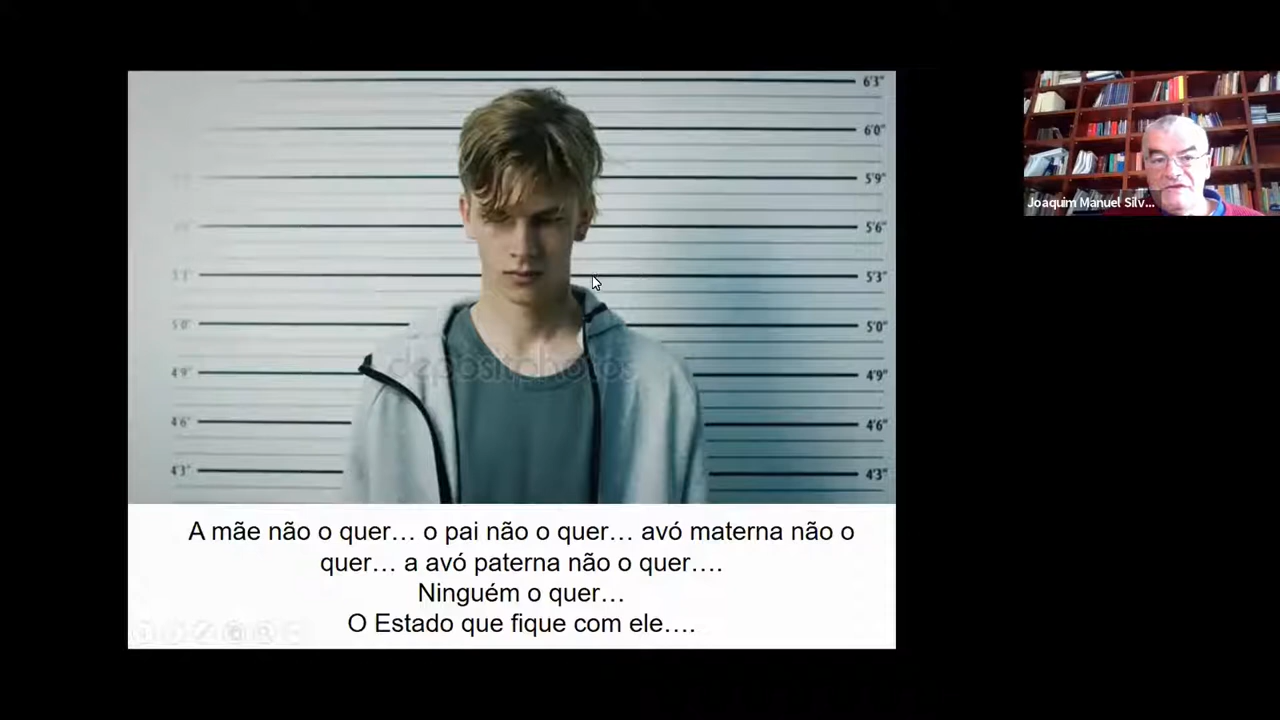 6'3"
6'0"
5'9"
5'6"
5'3"
5'0" 5'0"
4'9" 4'9"
4'6" 4'6"
4'3" 4'3"
depositphotos
A mãe não o quer… o pai não o quer… avó materna não o
quer… a avó paterna não o quer….
Ninguém o quer…
O Estado que fique com ele….
Joaquim Manuel Silv...